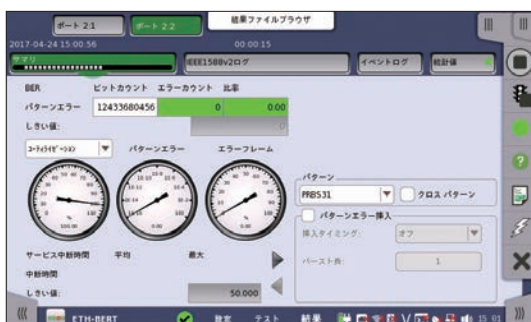 ポート 2:1
ポート 2:2
結果ファイルブラウザ
2017-04-24 15:00:56
00:00:15
サマリ
IEEE1588v2ログ
イベントログ
統計値
BER
ビットカウント エラーカウント 比率
パターンエラー 12433680456 0 0:00
しきい値: 0
ユーティライゼーション
パターンエラー
エラーフレーム
%
100.00
%
パターン
PRBS31
クロス パターン
パターンエラー挿入
挿入タイミング: オフ
バースト長: 1
サービス中断時間 平均 最大
中断時間
しきい値: 50.000
ETH-BERT
設定
テスト
結果
15 01